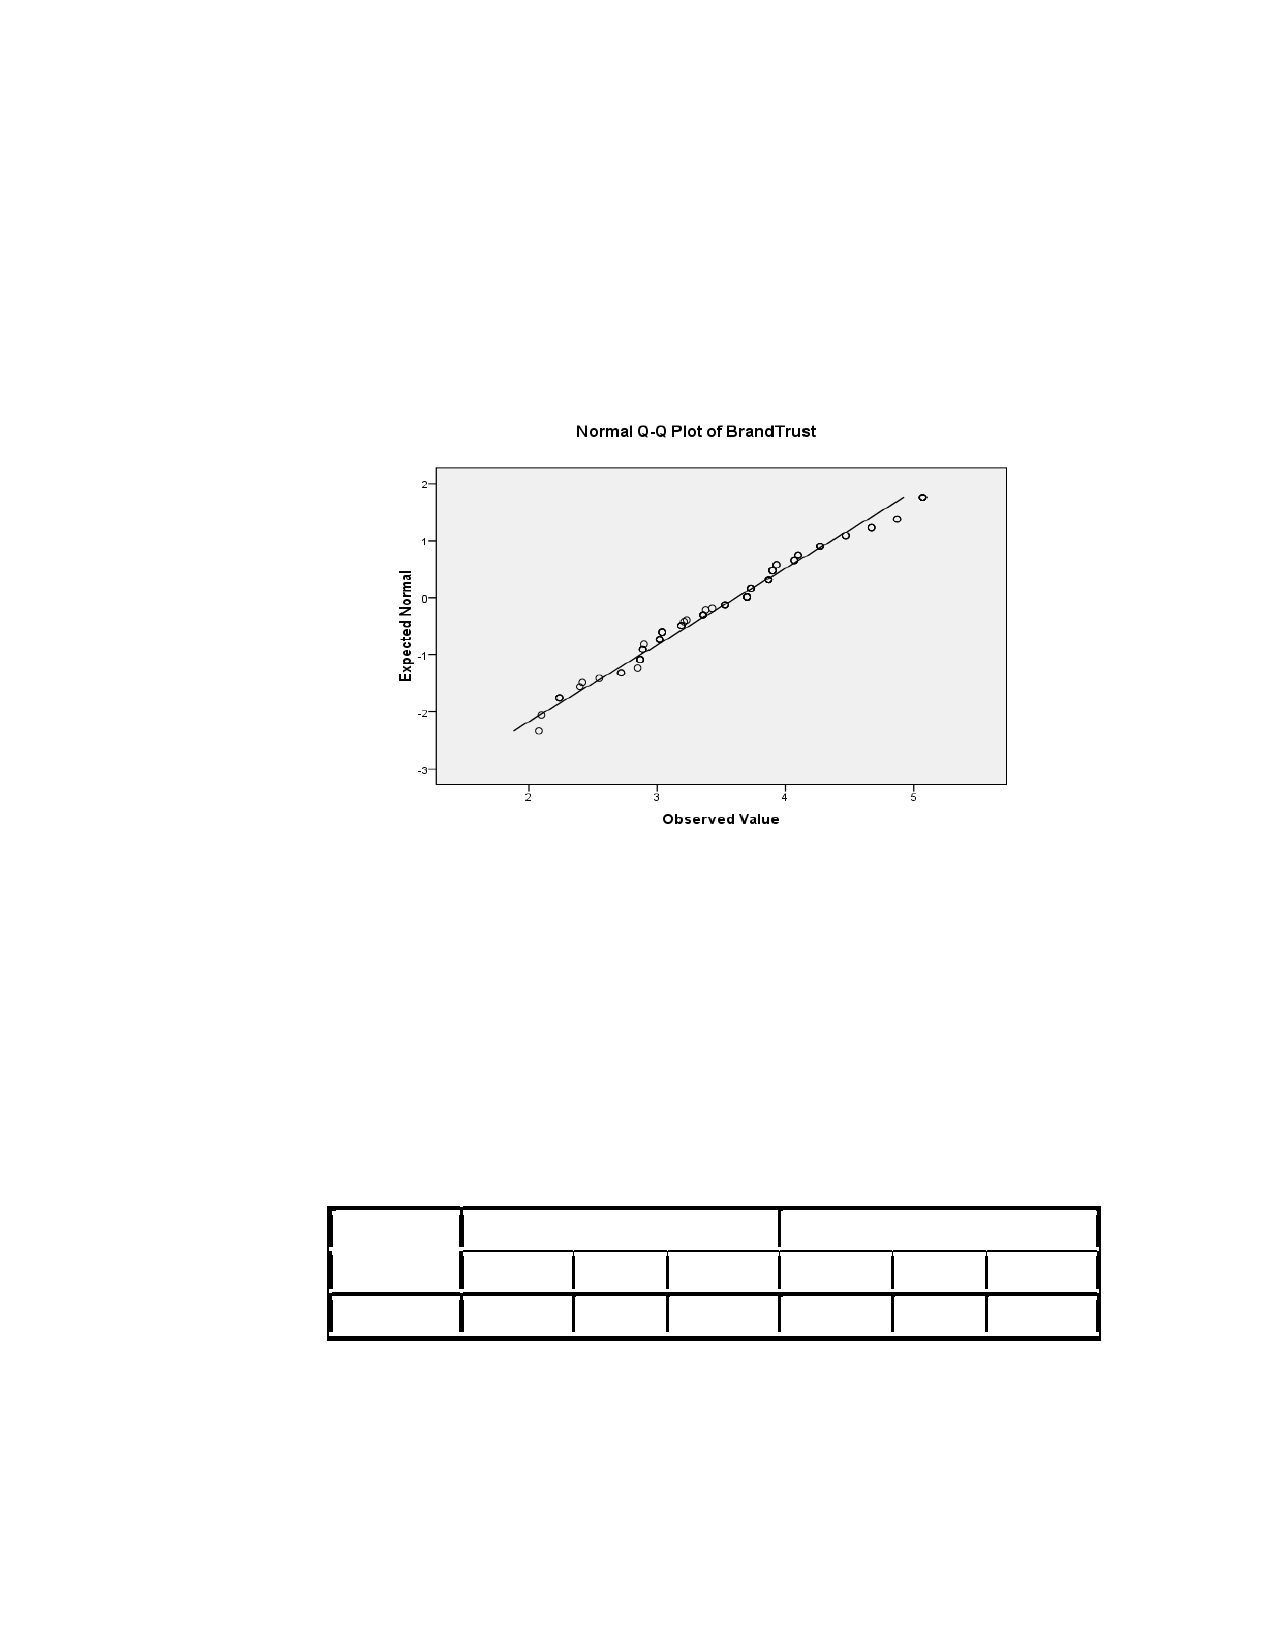 Normal Q-Q Plot of BrandTrust
2
1
0
-1
-2
-3
Expected Normal
2 3 4 5
Observed Value